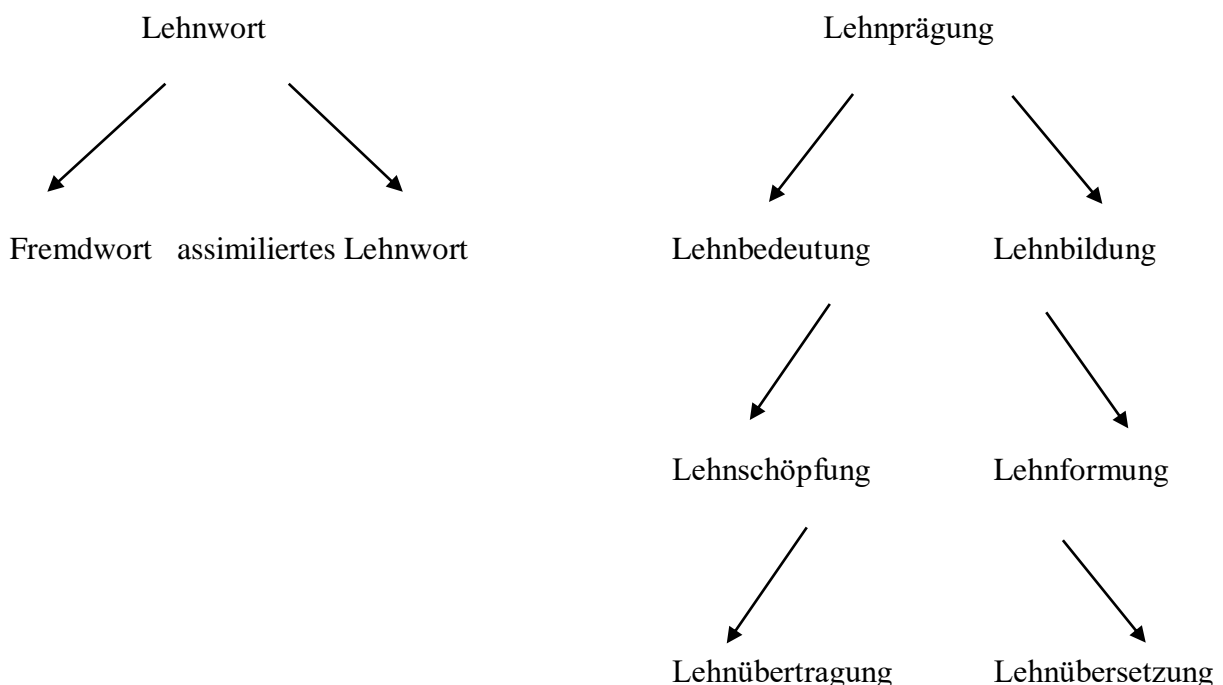 Lehnwort Lehnprägung
Fremdwort assimiliertes Lehnwort Lehnbedeutung Lehnbildung
Lehnschöpfung Lehnformung
Lehnübertragung Lehnübersetzung